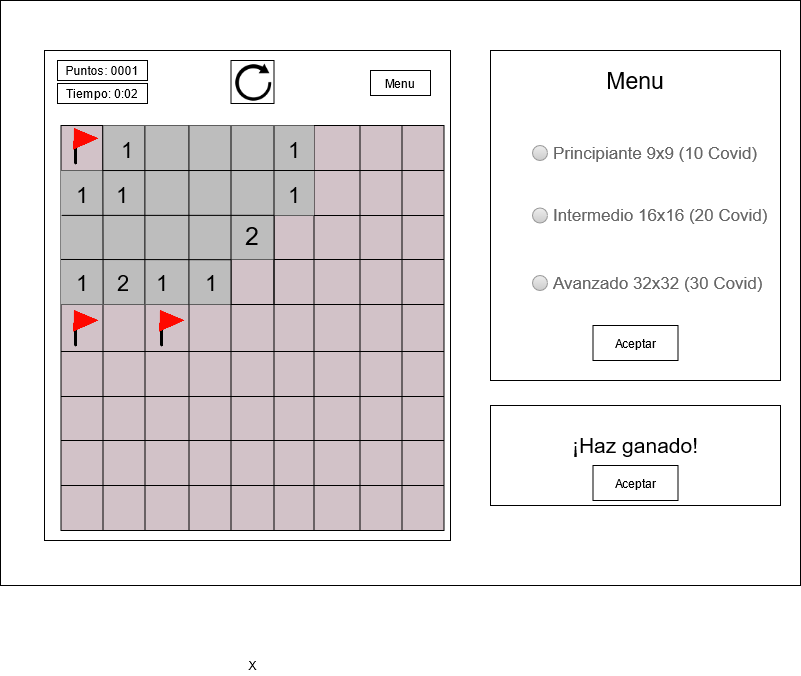 Puntos: 0001
Tiempo: 0:02
Menu
1 1
1 1 1
2
1 2 1 1
Menu
Principiante 9x9 (10 Covid)
Intermedio 16x16 (20 Covid)
Avanzado 32x32 (30 Covid)
Aceptar
¡Haz ganado!
Aceptar
X